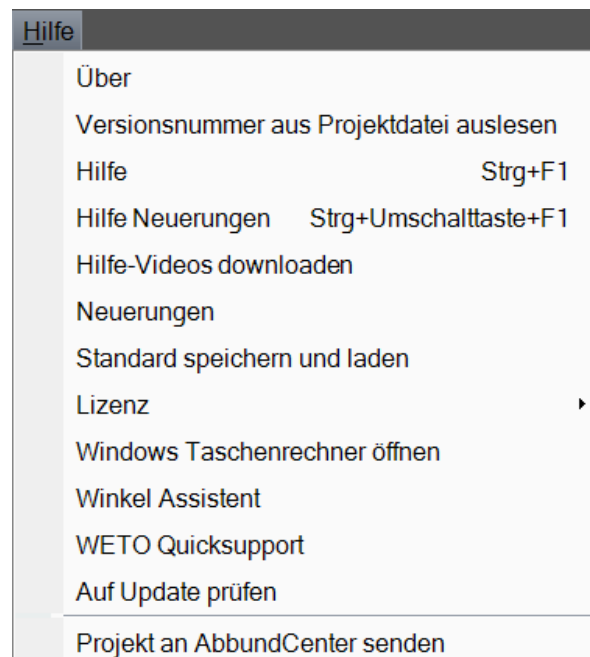 Hilfe
Über
Versionsnummer aus Projektdatei auslesen
Hilfe Strg+F1
Hilfe Neuerungen Strg+Umschalttaste+F1
Hilfe-Videos downloaden
Neuerungen
Standard speichern und laden
Lizenz
Windows Taschenrechner öffnen
Winkel Assistent
WETO Quicksupport
Auf Update prüfen
Projekt an AbbundCenter senden